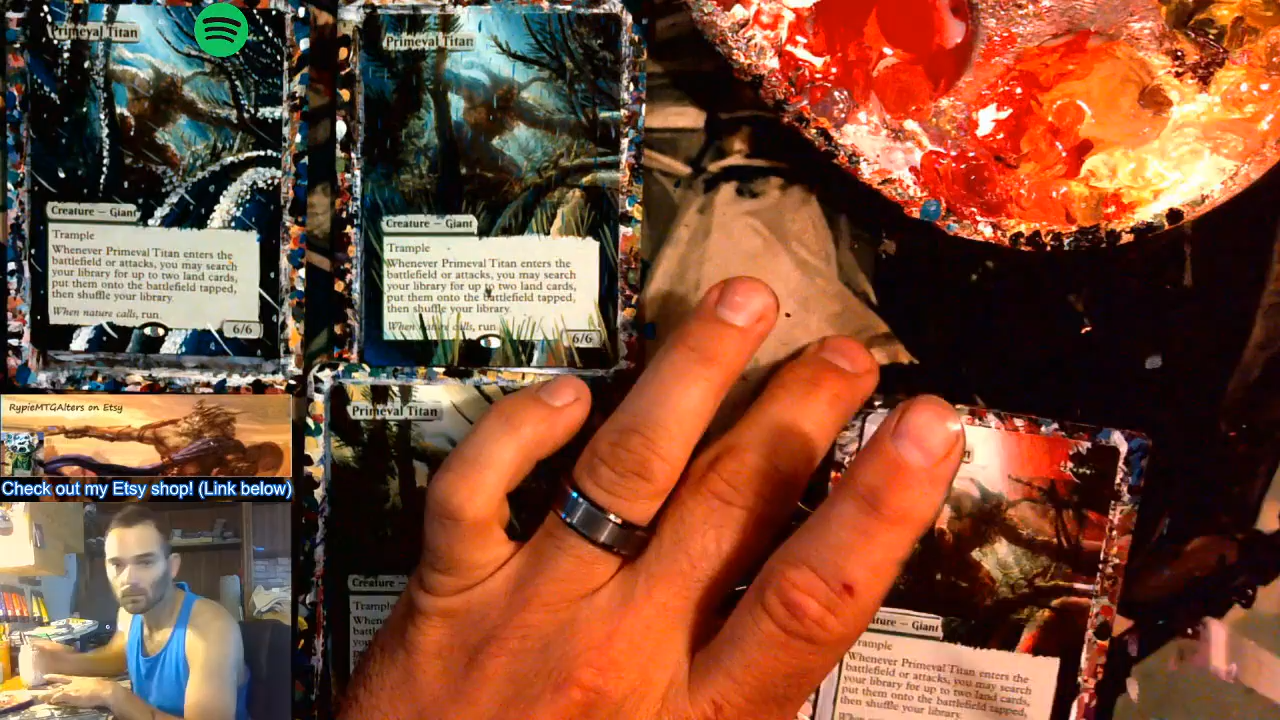 Primeval Titan
Creature — Giant
Trample
Whenever Primeval Titan enters the
battlefield or attacks, you may search
your library for up to two land cards,
put them onto the battlefield tapped,
then shuffle your library.
When nature calls, run.
6/6
Primeval Titan
Creature — Giant
Trample
Whenever Primeval Titan enters the
battlefield or attacks, you may search
your library for up to two land cards,
put them onto the battlefield tapped,
then shuffle your library.
When nature calls, run
6/6
RypieMTGAlters on Etsy
Check out my Etsy shop! (Link below)
Primeval Titan
Creature —
Trample
Giant
Trample
Whenever Primeval Titan enters the
battlefield or attacks, you may search
your library for up to two land cards,
put them onto the battlefield tapped,
then shuffle your library.